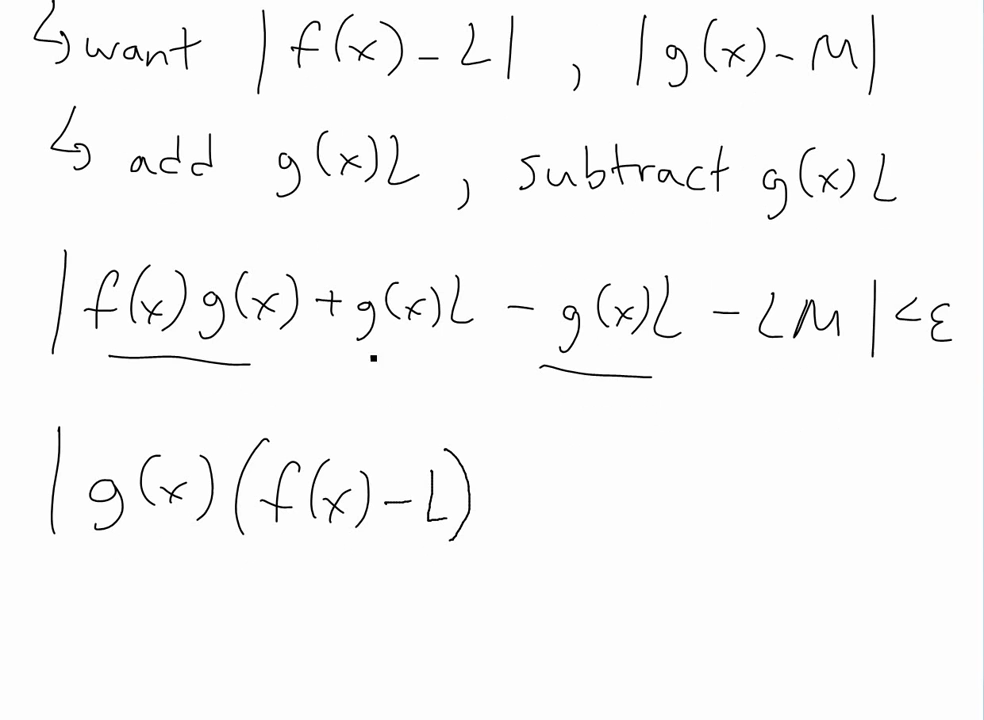 ↳ want |f(x) - L| , |g(x) - M|
↳ add g(x)L , subtract g(x)L
|f(x)g(x) + g(x)L - g(x)L - LM| < ε
|g(x)(f(x) - L)